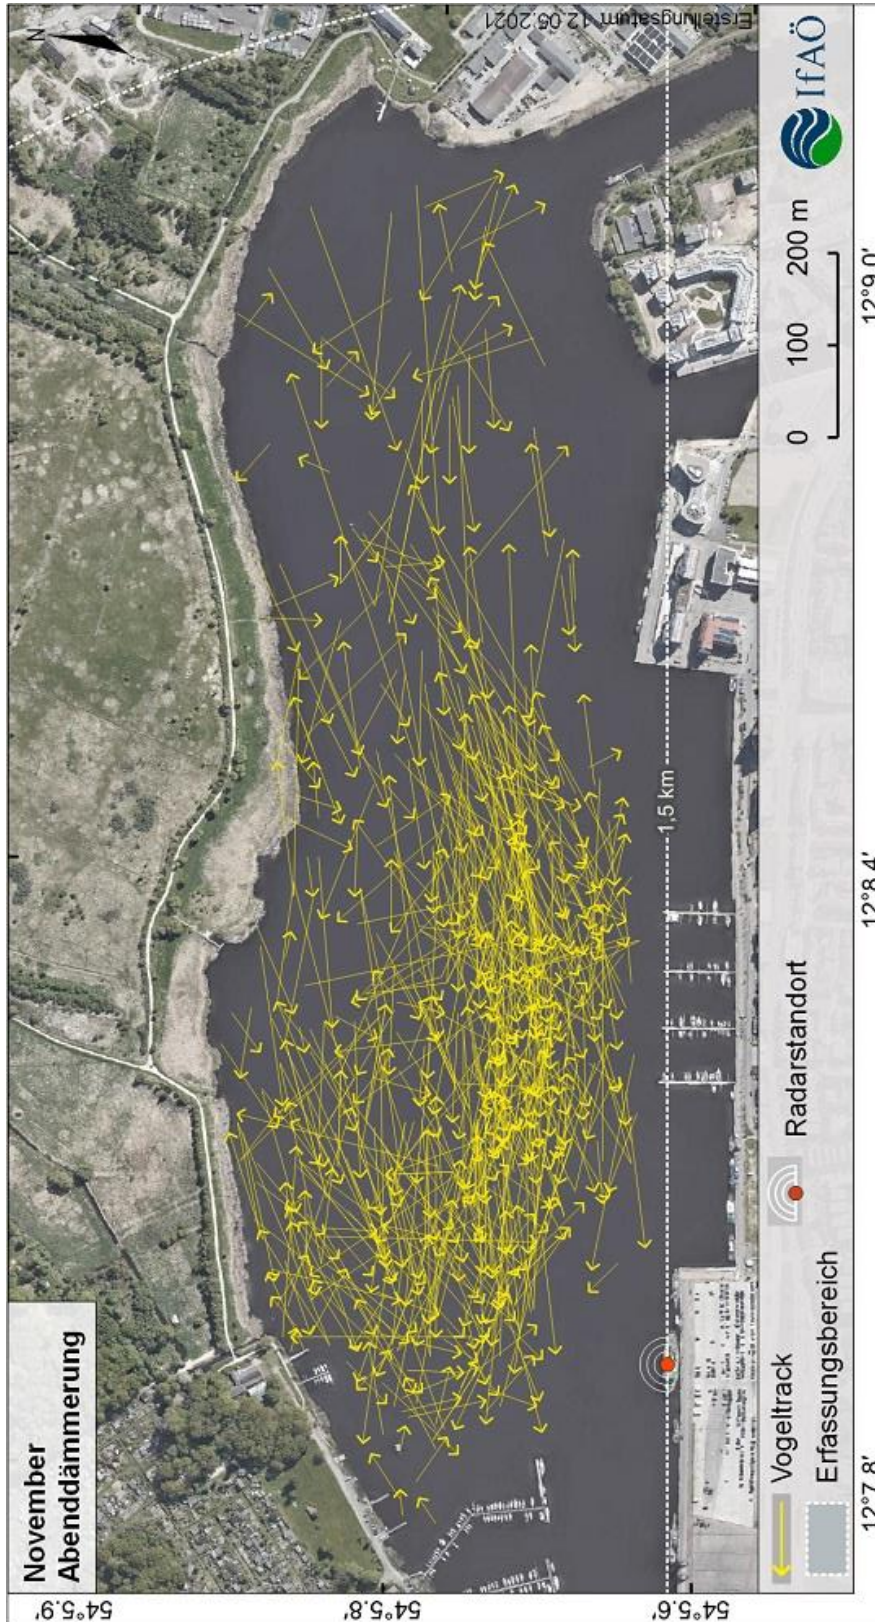 November
Abenddämmerung
N
Erstellungsatum: 12.05.2021
1,5 km
Vogeltrack
Radarstandort
Erfassungsbereich
0 100 200 m
IfAÖ
54°5.9'
54°5.8'
54°5.6'
12°7.8'
12°8.4'
12°9.0'